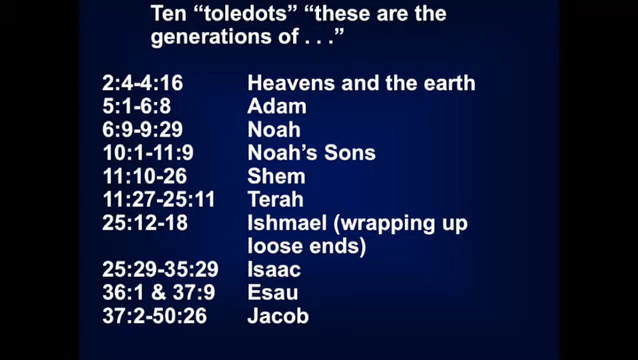 Ten “toledots” “these are the
generations of . . .”
2:4-4:16 Heavens and the earth
5:1-6:8 Adam
6:9-9:29 Noah
10:1-11:9 Noah’s Sons
11:10-26 Shem
11:27-25:11 Terah
25:12-18 Ishmael (wrapping up
loose ends)
25:29-35:29 Isaac
36:1 & 37:9 Esau
37:2-50:26 Jacob